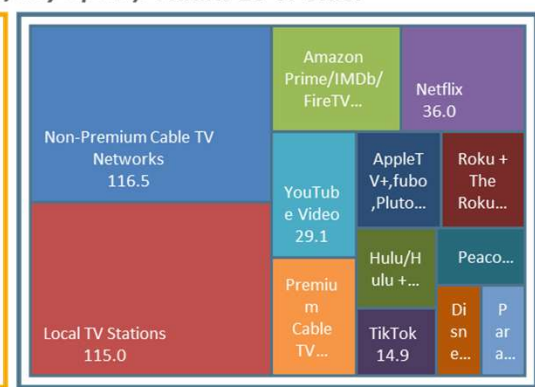 Non-Premium Cable TV
Networks
116.5
Local TV Stations
115.0
Amazon
Prime/IMDb/
FireTV...
Netflix
36.0
YouTub
e Video
29.1
AppleT
V+,fubo
,Pluto...
Roku +
The
Roku...
Premiu
m
Cable
TV...
Hulu/H
ulu +...
Peaco...
TikTok
14.9
Di
sn
e...
P
ar
a...